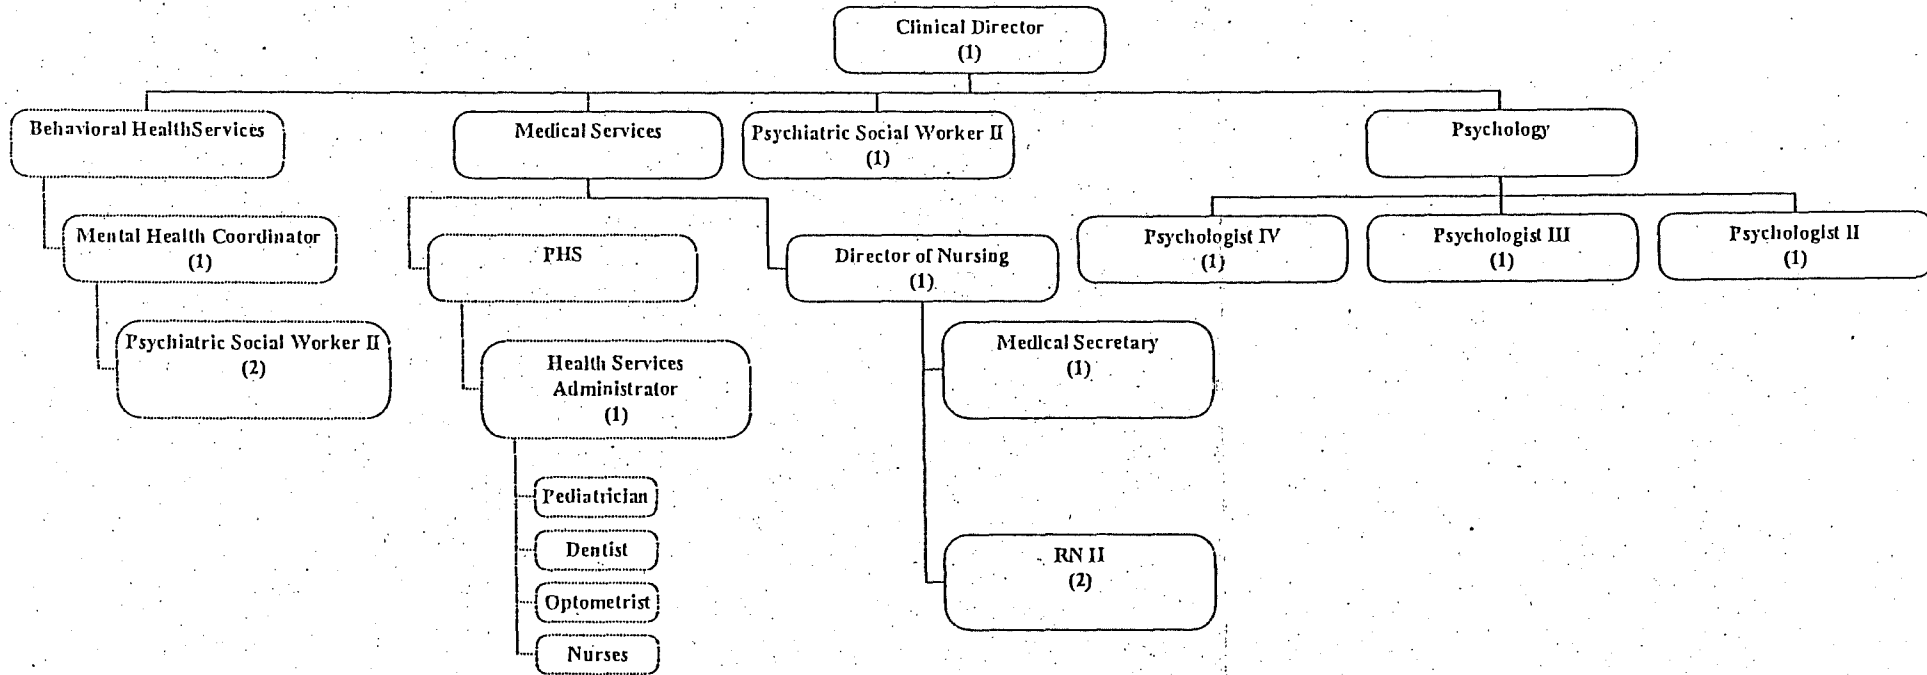 Clinical Director
(1)
Behavioral HealthServices
Medical Services
Psychiatric Social Worker II
(1)
Psychology
Mental Health Coordinator
(1)
PHS
Director of Nursing
(1)
Psychologist IV
(1)
Psychologist III
(1)
Psychologist II
(1)
Psychiatric Social Worker II
(2)
Health Services
Administrator
(1)
Medical Secretary
(1)
Pediatrician
Dentist
Optometrist
Nurses
RN II
(2)